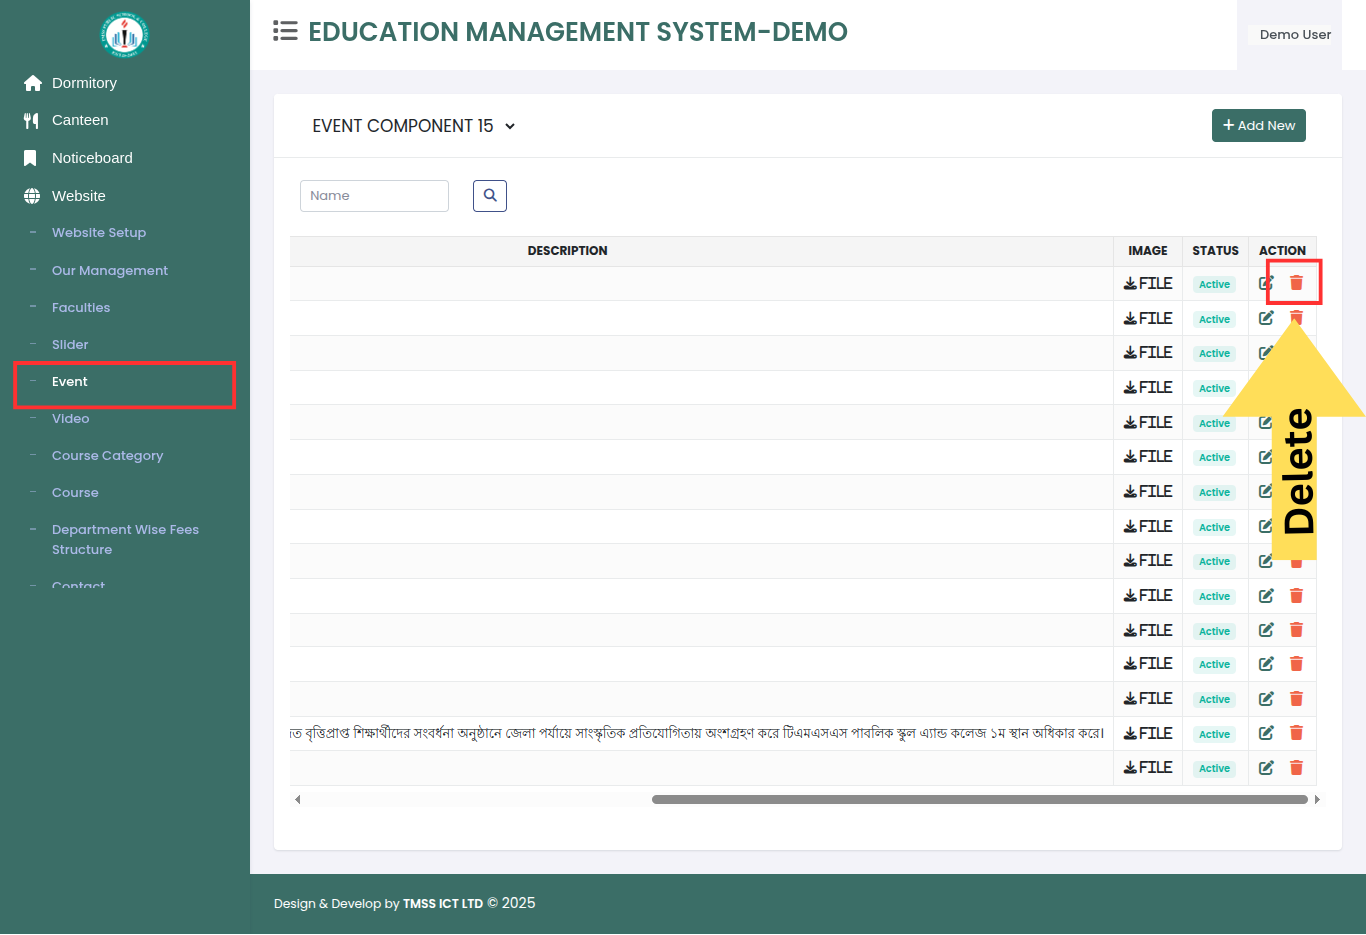 EDUCATION MANAGEMENT SYSTEM-DEMO
Demo User
Dormitory
Canteen
Noticeboard
Website
Website Setup
Our Management
Faculties
Slider
Event
Video
Course Category
Course
Department Wise Fees
Structure
Contact
EVENT COMPONENT 15
+ Add New
Name
DESCRIPTION IMAGE STATUS ACTION
FILE Active
FILE Active
FILE Active
FILE Active
FILE Active
FILE Active
FILE Active
FILE Active
FILE Active
FILE Active
FILE Active
FILE Active
FILE Active
বৃত্তিপ্রাপ্ত শিক্ষার্থীদের সংবর্ধনা অনুষ্ঠানে জেলা পর্যায়ে সাংস্কৃতিক প্রতিযোগিতায় অংশগ্রহণ করে টিএমএসএস পাবলিক স্কুল এ্যান্ড কলেজ ১ম স্থান অধিকার করে। FILE Active
FILE Active
Delete
Design & Develop by TMSS ICT LTD © 2025